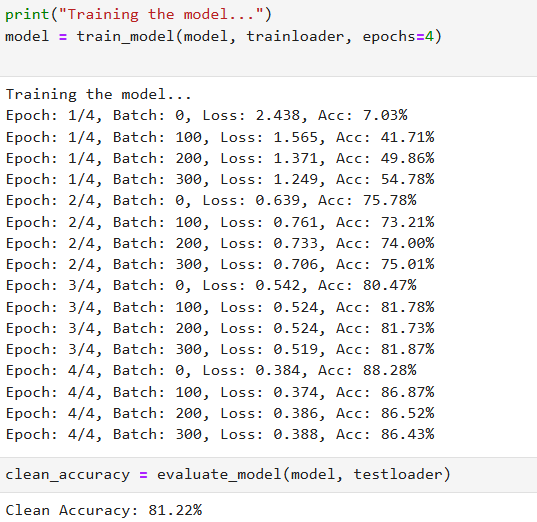 print("Training the model...")
model = train_model(model, trainloader, epochs=4)
Training the model...
Epoch: 1/4, Batch: 0, Loss: 2.438, Acc: 7.03%
Epoch: 1/4, Batch: 100, Loss: 1.565, Acc: 41.71%
Epoch: 1/4, Batch: 200, Loss: 1.371, Acc: 49.86%
Epoch: 1/4, Batch: 300, Loss: 1.249, Acc: 54.78%
Epoch: 2/4, Batch: 0, Loss: 0.639, Acc: 75.78%
Epoch: 2/4, Batch: 100, Loss: 0.761, Acc: 73.21%
Epoch: 2/4, Batch: 200, Loss: 0.733, Acc: 74.00%
Epoch: 2/4, Batch: 300, Loss: 0.706, Acc: 75.01%
Epoch: 3/4, Batch: 0, Loss: 0.542, Acc: 80.47%
Epoch: 3/4, Batch: 100, Loss: 0.524, Acc: 81.78%
Epoch: 3/4, Batch: 200, Loss: 0.524, Acc: 81.73%
Epoch: 3/4, Batch: 300, Loss: 0.519, Acc: 81.87%
Epoch: 4/4, Batch: 0, Loss: 0.384, Acc: 88.28%
Epoch: 4/4, Batch: 100, Loss: 0.374, Acc: 86.87%
Epoch: 4/4, Batch: 200, Loss: 0.386, Acc: 86.52%
Epoch: 4/4, Batch: 300, Loss: 0.388, Acc: 86.43%
clean_accuracy = evaluate_model(model, testloader)
Clean Accuracy: 81.22%